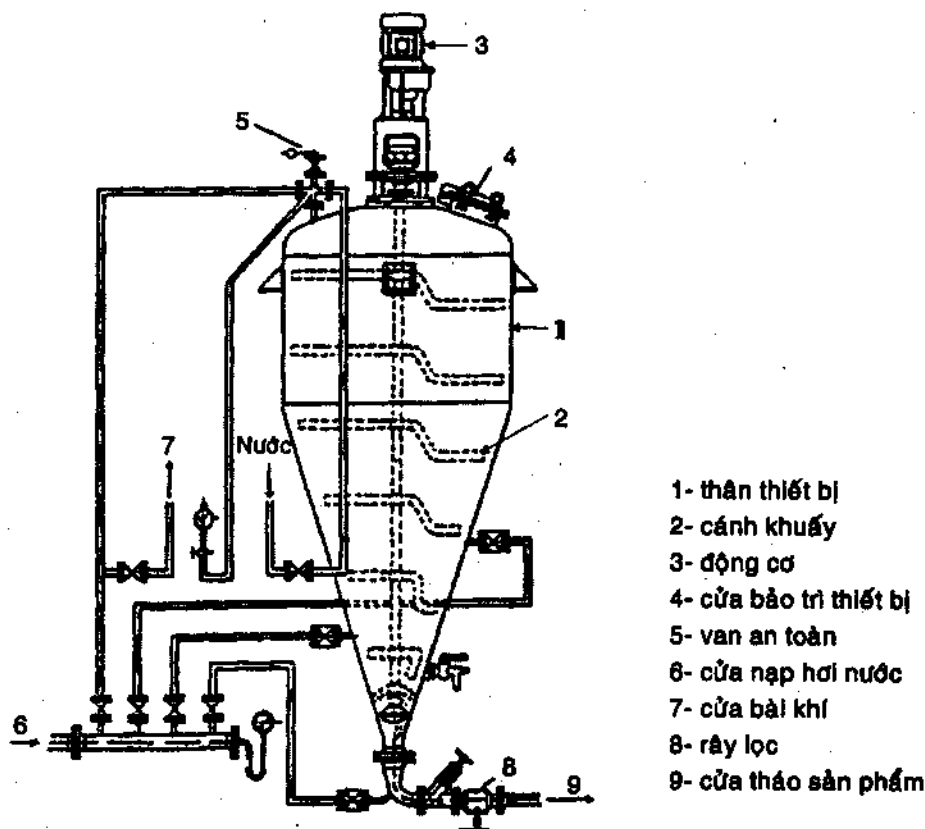 3
5
4
1
2
7
Nước
6
8
9
1- thân thiết bị
2- cánh khuấy
3- động cơ
4- cửa bảo trì thiết bị
5- van an toàn
6- cửa nạp hơi nước
7- cửa bài khí
8- rây lọc
9- cửa tháo sản phẩm